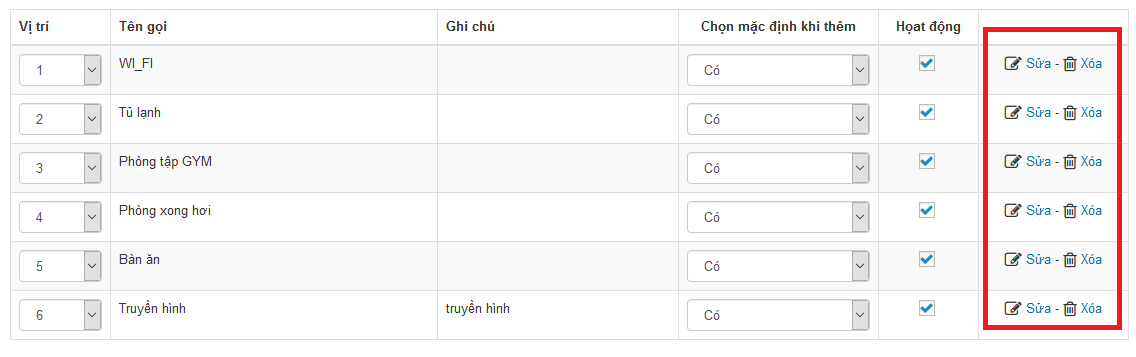 Vị trí Tên gọi Ghi chú Chọn mặc định khi thêm Họat động
1 WI_FI Có Sửa - Xóa
2 Tủ lạnh Có Sửa - Xóa
3 Phòng tập GYM Có Sửa - Xóa
4 Phòng xong hơi Có Sửa - Xóa
5 Bàn ăn Có Sửa - Xóa
6 Truyền hình truyền hình Có Sửa - Xóa